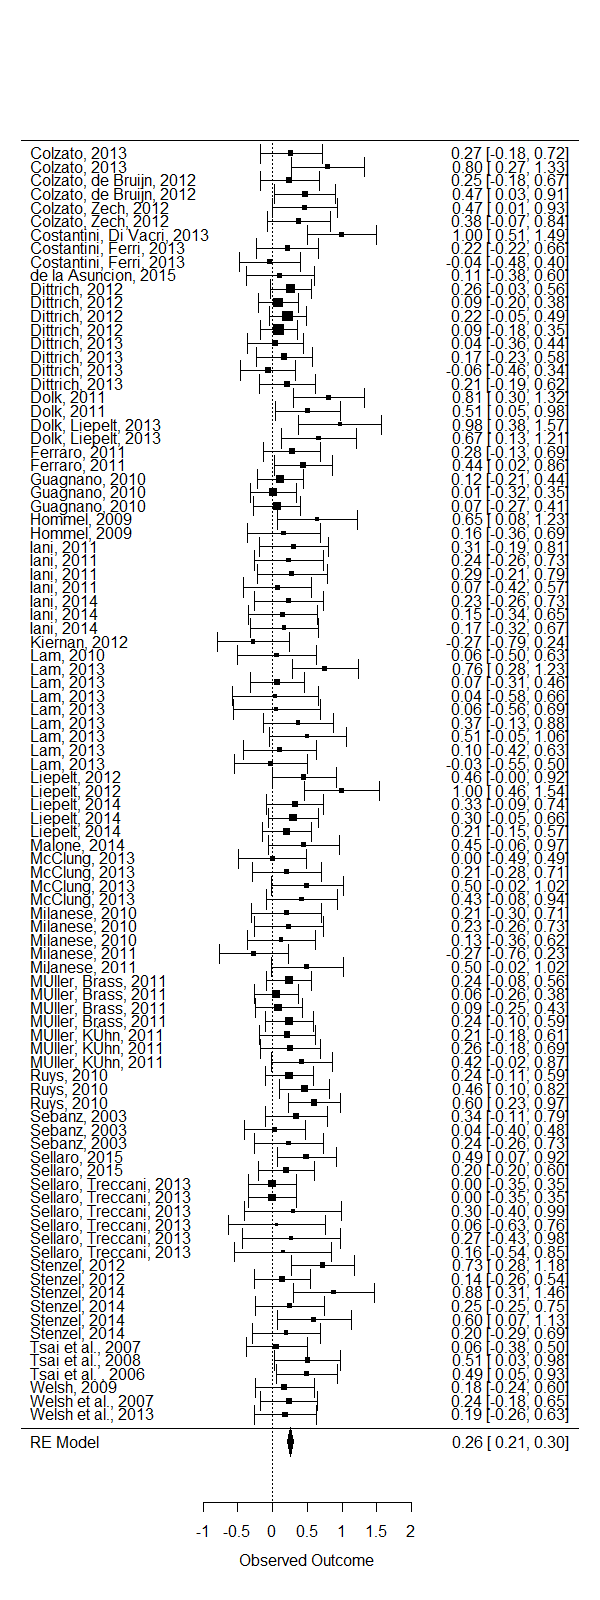 Colzato, 2013 0.27 [-0.18, 0.72]
Colzato, 2013 0.80 [ 0.27, 1.33]
Colzato, de Bruijn, 2012 0.25 [-0.18, 0.67]
Colzato, de Bruijn, 2012 0.47 [ 0.03, 0.91]
Colzato, Zech, 2012 0.47 [ 0.01, 0.93]
Colzato, Zech, 2012 0.38 [-0.07, 0.84]
Costantini, Di Vacri, 2013 1.00 [ 0.51, 1.49]
Costantini, Ferri, 2013 0.22 [-0.22, 0.66]
Costantini, Ferri, 2013 -0.04 [-0.48, 0.40]
de la Asuncion, 2015 0.11 [-0.38, 0.60]
Dittrich, 2012 0.26 [-0.03, 0.56]
Dittrich, 2012 0.09 [-0.20, 0.38]
Dittrich, 2012 0.22 [-0.05, 0.49]
Dittrich, 2012 0.09 [-0.18, 0.35]
Dittrich, 2013 0.04 [-0.36, 0.44]
Dittrich, 2013 0.17 [-0.23, 0.58]
Dittrich, 2013 -0.06 [-0.46, 0.34]
Dittrich, 2013 0.21 [-0.19, 0.62]
Dolk, 2011 0.81 [ 0.30, 1.32]
Dolk, 2011 0.51 [ 0.05, 0.98]
Dolk, Liepelt, 2013 0.98 [ 0.38, 1.57]
Dolk, Liepelt, 2013 0.67 [ 0.13, 1.21]
Ferraro, 2011 0.28 [-0.13, 0.69]
Ferraro, 2011 0.44 [ 0.02, 0.86]
Guagnano, 2010 0.12 [-0.21, 0.44]
Guagnano, 2010 0.01 [-0.32, 0.35]
Guagnano, 2010 0.07 [-0.27, 0.41]
Hommel, 2009 0.65 [ 0.08, 1.23]
Hommel, 2009 0.16 [-0.36, 0.69]
Iani, 2011 0.31 [-0.19, 0.81]
Iani, 2011 0.24 [-0.26, 0.73]
Iani, 2011 0.29 [-0.21, 0.79]
Iani, 2011 0.07 [-0.42, 0.57]
Iani, 2014 0.23 [-0.26, 0.73]
Iani, 2014 0.15 [-0.34, 0.65]
Iani, 2014 0.17 [-0.32, 0.67]
Kiernan, 2012 -0.27 [-0.79, 0.24]
Lam, 2010 0.06 [-0.50, 0.63]
Lam, 2013 0.76 [ 0.28, 1.23]
Lam, 2013 0.07 [-0.31, 0.46]
Lam, 2013 0.04 [-0.58, 0.66]
Lam, 2013 0.06 [-0.56, 0.69]
Lam, 2013 0.37 [-0.13, 0.88]
Lam, 2013 0.51 [-0.05, 1.06]
Lam, 2013 0.10 [-0.42, 0.63]
Lam, 2013 -0.03 [-0.55, 0.50]
Liepelt, 2012 0.46 [-0.00, 0.92]
Liepelt, 2012 1.00 [ 0.46, 1.54]
Liepelt, 2014 0.33 [-0.09, 0.74]
Liepelt, 2014 0.30 [-0.05, 0.66]
Liepelt, 2014 0.21 [-0.15, 0.57]
Malone, 2014 0.45 [-0.06, 0.97]
McClung, 2013 0.00 [-0.49, 0.49]
McClung, 2013 0.21 [-0.28, 0.71]
McClung, 2013 0.50 [-0.02, 1.02]
McClung, 2013 0.43 [-0.08, 0.94]
Milanese, 2010 0.21 [-0.30, 0.71]
Milanese, 2010 0.23 [-0.26, 0.73]
Milanese, 2010 0.13 [-0.36, 0.62]
Milanese, 2011 -0.27 [-0.76, 0.23]
Milanese, 2011 0.50 [-0.02, 1.02]
MUller, Brass, 2011 0.24 [-0.08, 0.56]
MUller, Brass, 2011 0.06 [-0.26, 0.38]
MUller, Brass, 2011 0.09 [-0.25, 0.43]
MUller, Brass, 2011 0.24 [-0.10, 0.59]
MUller, KUhn, 2011 0.21 [-0.18, 0.61]
MUller, KUhn, 2011 0.26 [-0.18, 0.69]
MUller, KUhn, 2011 0.42 [-0.02, 0.87]
Ruys, 2010 0.24 [-0.11, 0.59]
Ruys, 2010 0.46 [ 0.10, 0.82]
Ruys, 2010 0.60 [ 0.23, 0.97]
Sebanz, 2003 0.34 [-0.11, 0.79]
Sebanz, 2003 0.04 [-0.40, 0.48]
Sebanz, 2003 0.24 [-0.26, 0.73]
Sellaro, 2015 0.49 [ 0.07, 0.92]
Sellaro, 2015 0.20 [-0.20, 0.60]
Sellaro, Treccani, 2013 0.00 [-0.35, 0.35]
Sellaro, Treccani, 2013 0.00 [-0.35, 0.35]
Sellaro, Treccani, 2013 0.30 [-0.40, 0.99]
Sellaro, Treccani, 2013 0.06 [-0.63, 0.76]
Sellaro, Treccani, 2013 0.27 [-0.43, 0.98]
Sellaro, Treccani, 2013 0.16 [-0.54, 0.85]
Stenzel, 2012 0.73 [ 0.28, 1.18]
Stenzel, 2012 0.14 [-0.26, 0.54]
Stenzel, 2014 0.88 [ 0.31, 1.46]
Stenzel, 2014 0.25 [-0.25, 0.75]
Stenzel, 2014 0.60 [ 0.07, 1.13]
Stenzel, 2014 0.20 [-0.29, 0.69]
Tsai et al., 2007 0.06 [-0.38, 0.50]
Tsai et al., 2008 0.51 [ 0.03, 0.98]
Tsai et al., 2006 0.49 [ 0.05, 0.93]
Welsh, 2009 0.18 [-0.24, 0.60]
Welsh et al., 2007 0.24 [-0.18, 0.65]
Welsh et al., 2013 0.19 [-0.26, 0.63]
RE Model 0.26 [ 0.21, 0.30]
-1 -0.5 0 0.5 1 1.5 2
Observed Outcome